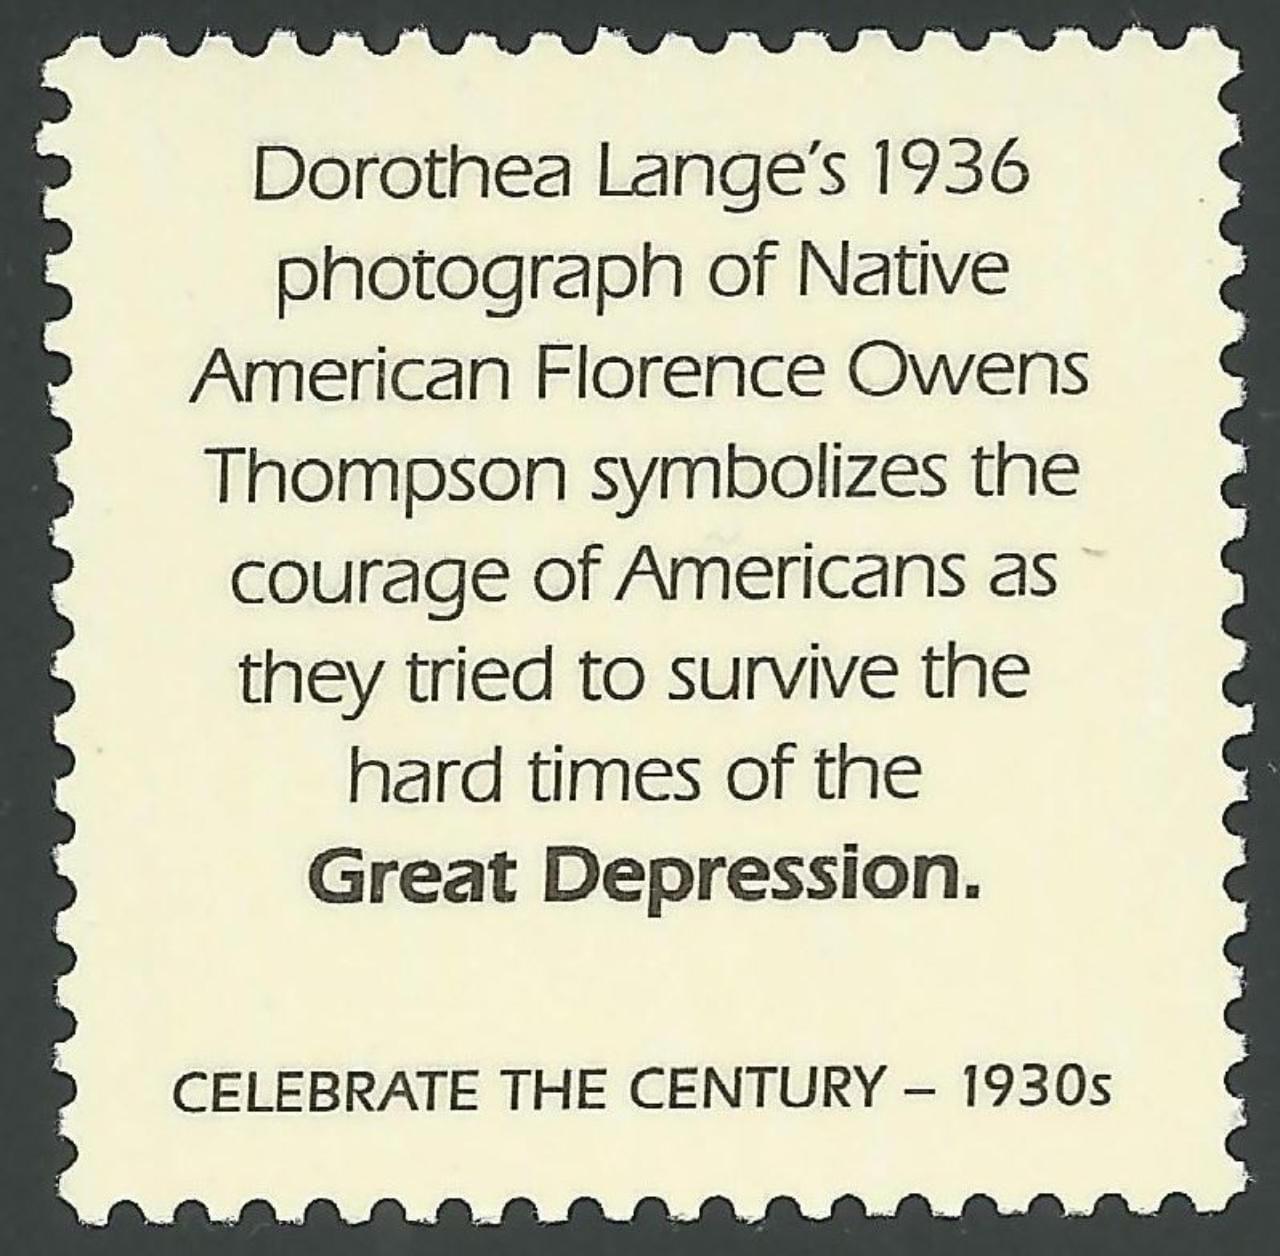 Dorothea Lange's 1936
photograph of Native
American Florence Owens
Thompson symbolizes the
courage of Americans as
they tried to survive the
hard times of the
Great Depression.
CELEBRATE THE CENTURY – 1930s